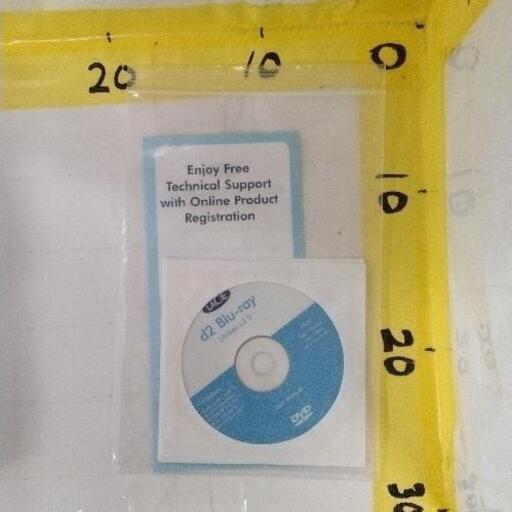 20 10 0
10
20
30
Enjoy Free
Technical Support
with Online Product
Registration
LACIE
d2 Blu-ray
DVD